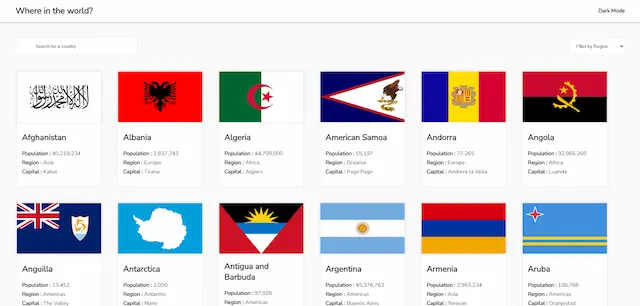 Where in the world?
Dark Mode
Search for a country
Filter by Region
Afghanistan
Population : 40,218,234
Region : Asia
Capital : Kabul
Albania
Population : 2,837,743
Region : Europe
Capital : Tirana
Algeria
Population : 44,700,000
Region : Africa
Capital : Algiers
American Samoa
Population : 55,197
Region : Oceania
Capital : Pago Pago
Andorra
Population : 77,265
Region : Europe
Capital : Andorra la Vella
Angola
Population : 32,866,268
Region : Africa
Capital : Luanda
Anguilla
Population : 13,452
Region : Americas
Capital : The Valley
Antarctica
Population : 1,000
Region : Antarctic
Capital : None
Antigua and
Barbuda
Population : 97,928
Region : Americas
Argentina
Population : 45,376,763
Region : Americas
Capital : Buenos Aires
Armenia
Population : 2,963,234
Region : Asia
Capital : Yerevan
Aruba
Population : 106,766
Region : Americas
Capital : Oranjestad